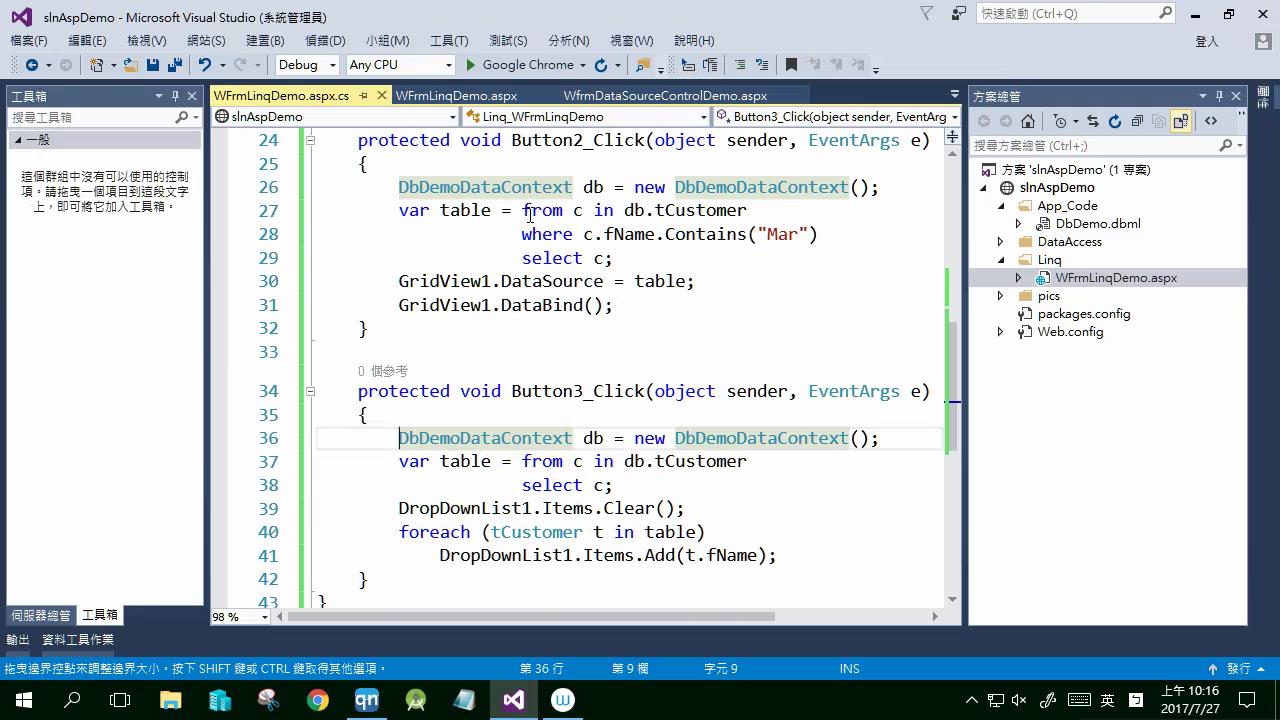 slnAspDemo - Microsoft Visual Studio (系統管理員)
快速啟動 (Ctrl+Q)
檔案(F) 編輯(E) 檢視(V) 網站(S) 建置(B) 偵錯(D) 小組(M) 工具(T) 測試(S) 分析(N) 視窗(W) 說明(H)
登入
Debug Any CPU Google Chrome
工具箱
搜尋工具箱
一般
這個群組中沒有可以使用的控制
項。請拖曳一個項目到這段文字
上，即可將它加入工具箱。
伺服器總管 工具箱
WFrmLinqDemo.aspx.cs WFrmLinqDemo.aspx WfrmDataSourceControlDemo.aspx
slnAspDemo Linq_WFrmLinqDemo Button3_Click(object sender, EventArg
24 protected void Button2_Click(object sender, EventArgs e)
25 {
26 DbDemoDataContext db = new DbDemoDataContext();
27 var table = from c in db.tCustomer
28 where c.fName.Contains("Mar")
29 select c;
30 GridView1.DataSource = table;
31 GridView1.DataBind();
32 }
33
0 個參考
34 protected void Button3_Click(object sender, EventArgs e)
35 {
36 DbDemoDataContext db = new DbDemoDataContext();
37 var table = from c in db.tCustomer
38 select c;
39 DropDownList1.Items.Clear();
40 foreach (tCustomer t in table)
41 DropDownList1.Items.Add(t.fName);
42 }
43 }
98 %
方案總管
搜尋方案總管 (Ctrl+;)
方案 'slnAspDemo' (1 專案)
slnAspDemo
App_Code
DbDemo.dbml
DataAccess
Linq
WFrmLinqDemo.aspx
pics
packages.config
Web.config
輸出 資料工具作業
拖曳邊界控點來調整邊界大小。按下 SHIFT 鍵或 CTRL 鍵取得其他選項。 第 36 行 第 9 欄 字元 9 INS 發行
qn W 英 上午 10:16
2017/7/27